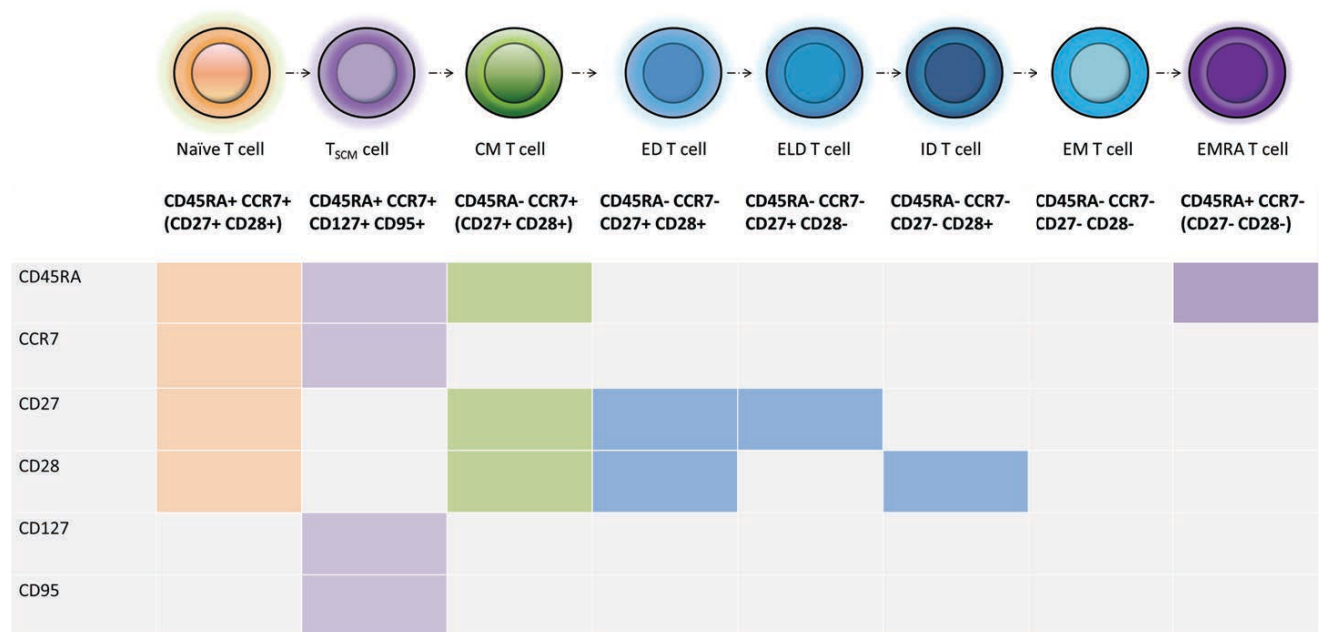 Naïve T cell
TSCM cell
CM T cell
ED T cell
ELD T cell
ID T cell
EM T cell
EMRA T cell
CD45RA+ CCR7+
(CD27+ CD28+)
CD45RA+ CCR7+
CD127+ CD95+
CD45RA- CCR7+
(CD27+ CD28+)
CD45RA- CCR7-
CD27+ CD28+
CD45RA- CCR7-
CD27+ CD28-
CD45RA- CCR7-
CD27- CD28+
CD45RA- CCR7-
CD27- CD28-
CD45RA+ CCR7-
(CD27- CD28-)
CD45RA
CCR7
CD27
CD28
CD127
CD95